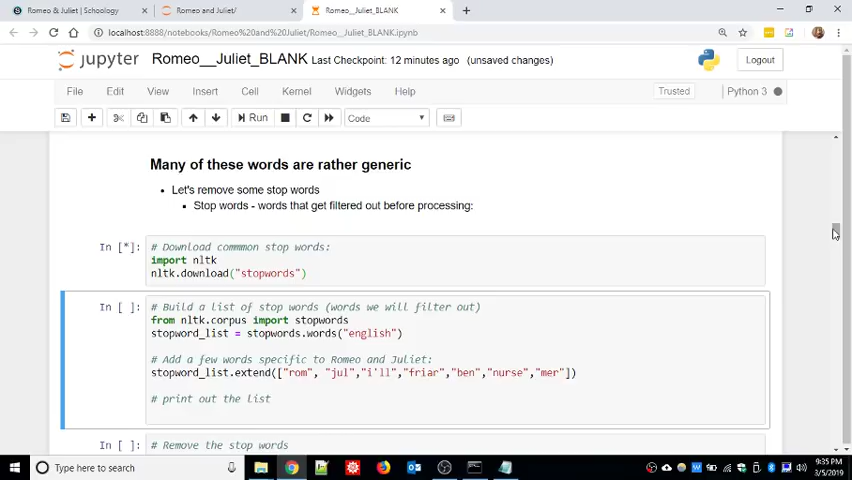 Romeo & Juliet | Schoology
Romeo and Juliet/
Romeo__Juliet_BLANK
localhost:8888/notebooks/Romeo%20and%20Juliet/Romeo__Juliet_BLANK.ipynb
jupyter Romeo__Juliet_BLANK Last Checkpoint: 12 minutes ago (unsaved changes) Logout
File Edit View Insert Cell Kernel Widgets Help Trusted Python 3
Run Code
Many of these words are rather generic
Let's remove some stop words
Stop words - words that get filtered out before processing:
In [*]: # Download commmon stop words:
import nltk
nltk.download("stopwords")
In [ ]: # Build a list of stop words (words we will filter out)
from nltk.corpus import stopwords
stopword_list = stopwords.words("english")
# Add a few words specific to Romeo and Juliet:
stopword_list.extend(["rom", "jul","i'll","friar","ben","nurse","mer"])
# print out the list
In [ ]: # Remove the stop words
Type here to search
9:35 PM
3/5/2019